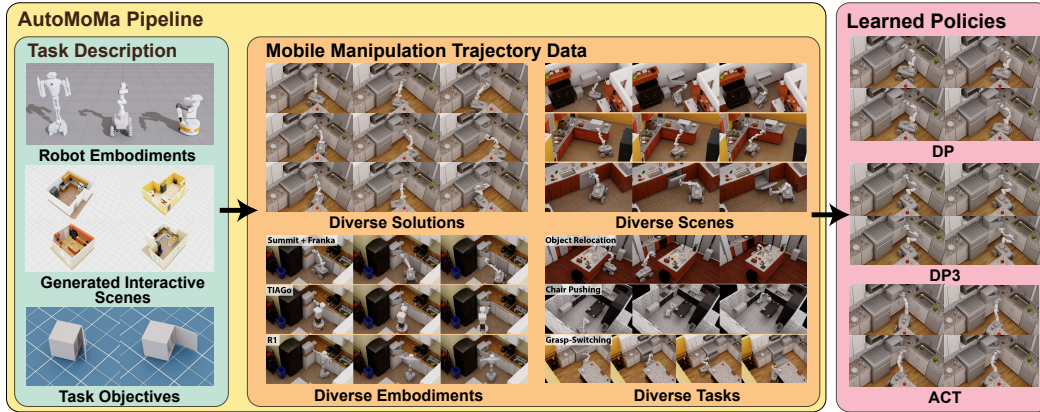 AutoMoMa Pipeline
Task Description
Robot Embodiments
Generated Interactive
Scenes
Task Objectives
Mobile Manipulation Trajectory Data
Diverse Solutions
Diverse Scenes
Summit + Franka
TIAGo
R1
Diverse Embodiments
Object Relocation
Chair Pushing
Grasp-Switching
Diverse Tasks
Learned Policies
DP
DP3
ACT